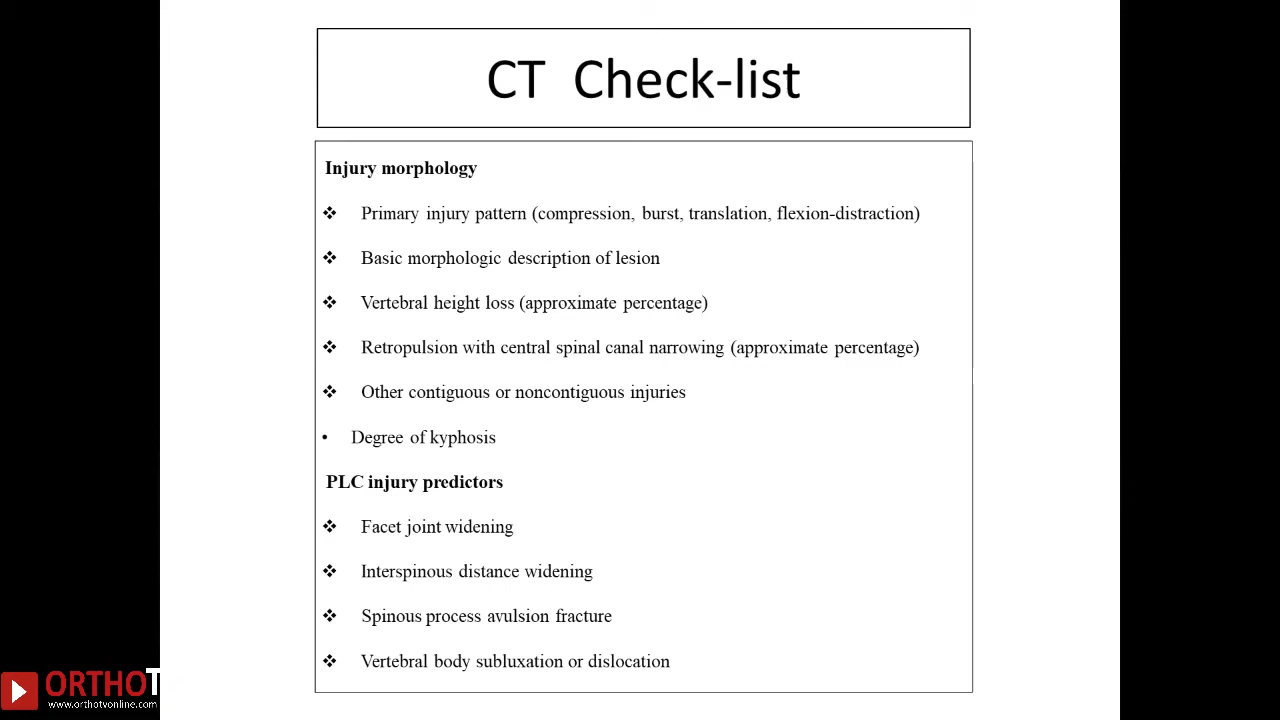 CT Check-list
Injury morphology
❖ Primary injury pattern (compression, burst, translation, flexion-distraction)
❖ Basic morphologic description of lesion
❖ Vertebral height loss (approximate percentage)
❖ Retropulsion with central spinal canal narrowing (approximate percentage)
❖ Other contiguous or noncontiguous injuries
• Degree of kyphosis
PLC injury predictors
❖ Facet joint widening
❖ Interspinous distance widening
❖ Spinous process avulsion fracture
❖ Vertebral body subluxation or dislocation
ORTHOT
www.orthotvonline.com